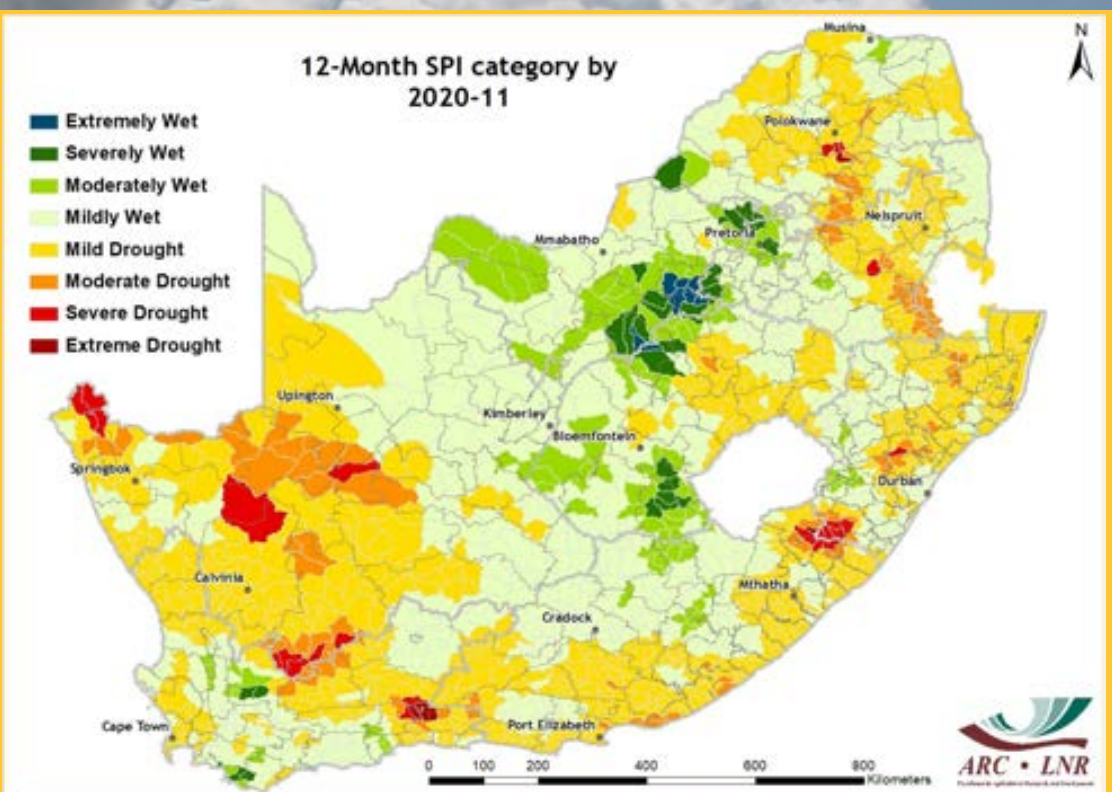 12-Month SPI category by
2020-11
N
Extremely Wet
Severely Wet
Moderately Wet
Mildly Wet
Mild Drought
Moderate Drought
Severe Drought
Extreme Drought
Musina
Polokwane
Nelspruit
Pretoria
Mmabatho
Upington
Kimberley
Bloemfontein
Springbok
Durban
Calvinia
Mthatha
Cradock
Cape Town
Port Elizabeth
0 100 200 400 600 800
Kilometers
ARC • LNR